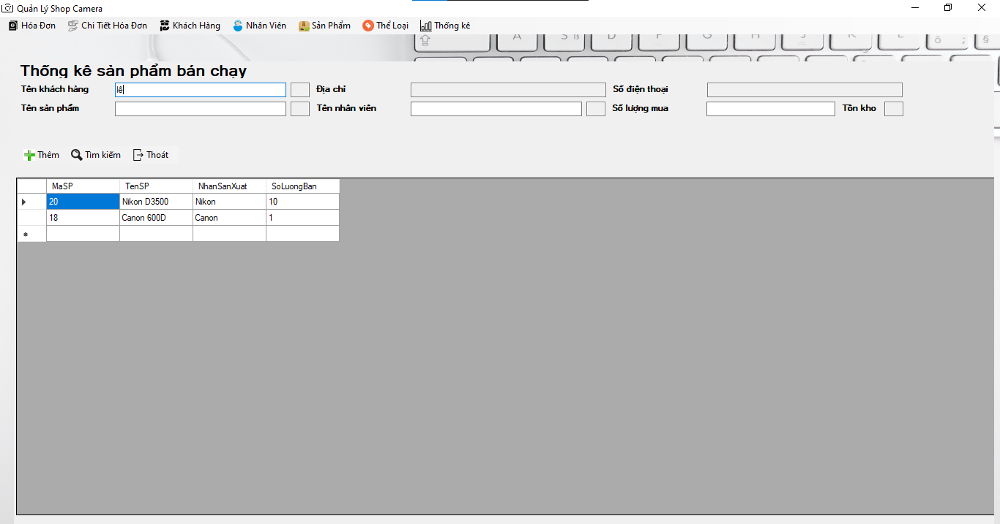 Quản Lý Shop Camera
Hóa Đơn Chi Tiết Hóa Đơn Khách Hàng Nhân Viên Sản Phẩm Thể Loại Thống kê
Thống kê sản phẩm bán chạy
Tên khách hàng lê Địa chỉ Số điện thoại
Tên sản phẩm Tên nhân viên Số lượng mua Tồn kho
Thêm Tìm kiếm Thoát
MaSP TenSP NhanSanXuat SoLuongBan
20 Nikon D3500 Nikon 10
18 Canon 600D Canon 1